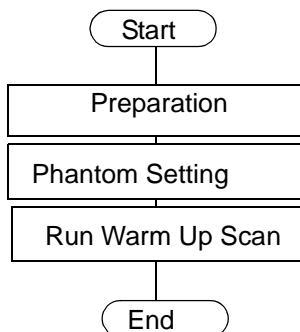 Start
Preparation
Phantom Setting
Run Warm Up Scan
End